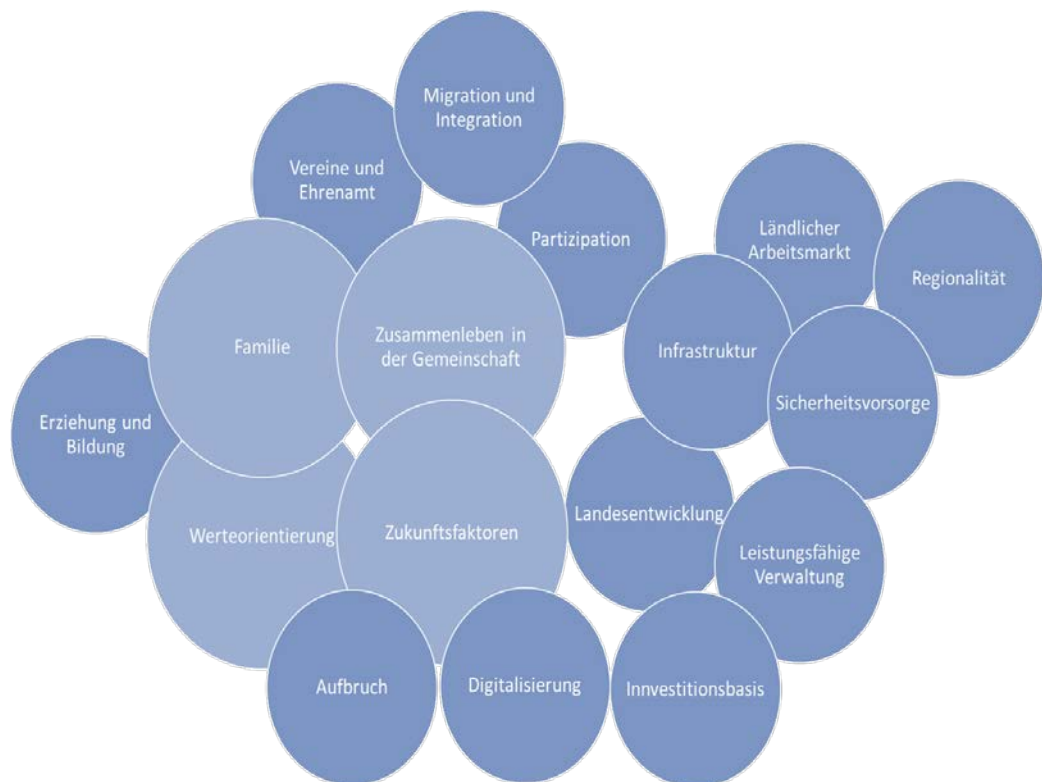 Migration und
Integration
Vereine und
Ehrenamt
Partizipation
Ländlicher
Arbeitsmarkt
Regionalität
Familie
Zusammenleben in
der Gemeinschaft
Infrastruktur
Sicherheitsvorsorge
Erziehung und
Bildung
Werteorientierung
Zukunftsfaktoren
Landesentwicklung
Leistungsfähige
Verwaltung
Aufbruch
Digitalisierung
Innvestitionsbasis